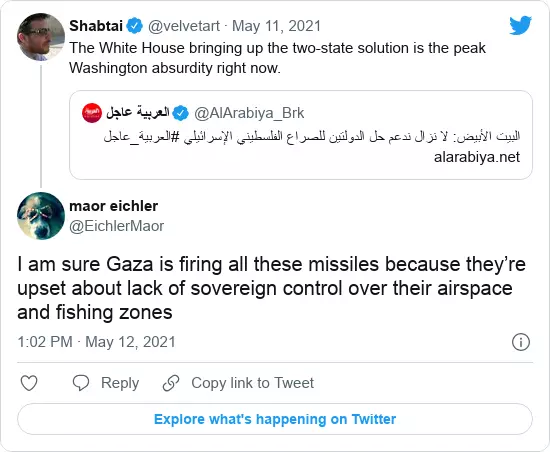 Shabtai @velvetart · May 11, 2021
The White House bringing up the two-state solution is the peak
Washington absurdity right now.
العربية عاجل @AlArabiya_Brk
البيت الأبيض: لا نزال ندعم حل الدولتين للصراع الفلسطيني الإسرائيلي #العربية_عاجل
alarabiya.net
maor eichler
@EichlerMaor
I am sure Gaza is firing all these missiles because they’re
upset about lack of sovereign control over their airspace
and fishing zones
1:02 PM · May 12, 2021
Reply Copy link to Tweet
Explore what's happening on Twitter